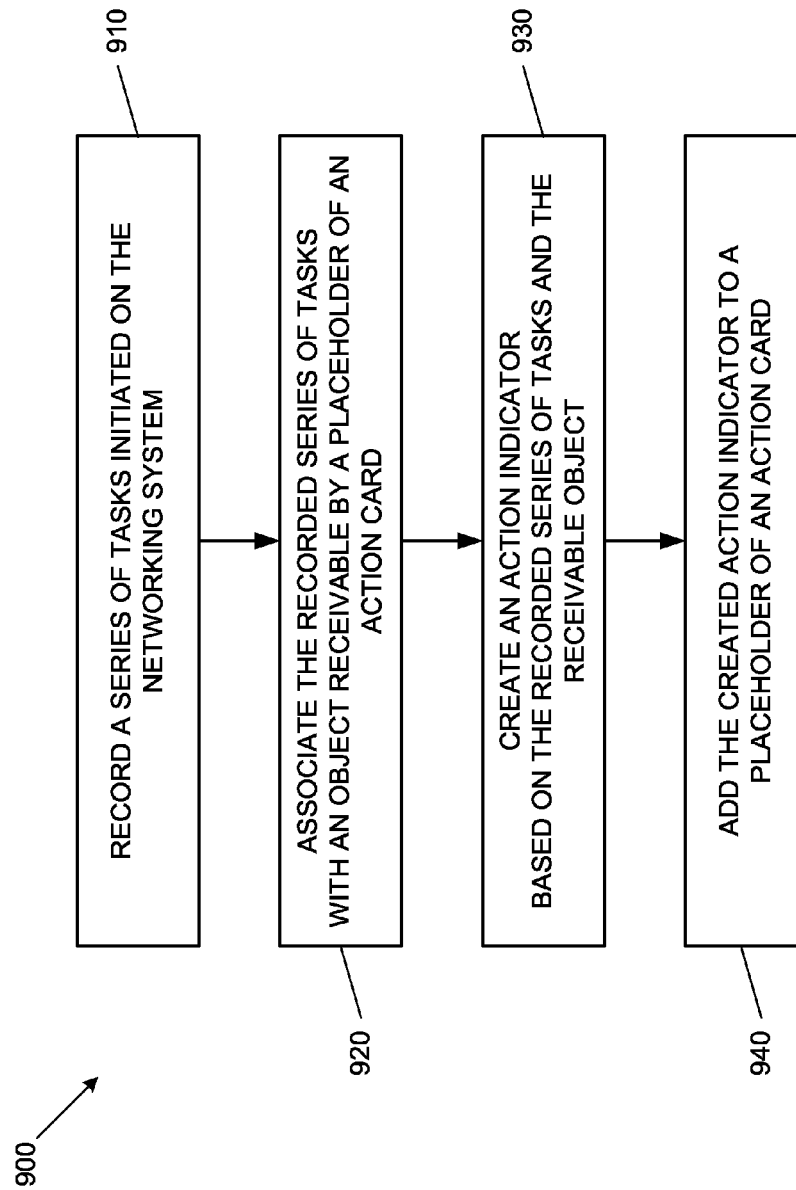 900
910
RECORD A SERIES OF TASKS INITIATED ON THE
NETWORKING SYSTEM
920
ASSOCIATE THE RECORDED SERIES OF TASKS
WITH AN OBJECT RECEIVABLE BY A PLACEHOLDER OF AN
ACTION CARD
930
CREATE AN ACTION INDICATOR
BASED ON THE RECORDED SERIES OF TASKS AND THE
RECEIVABLE OBJECT
940
ADD THE CREATED ACTION INDICATOR TO A
PLACEHOLDER OF AN ACTION CARD